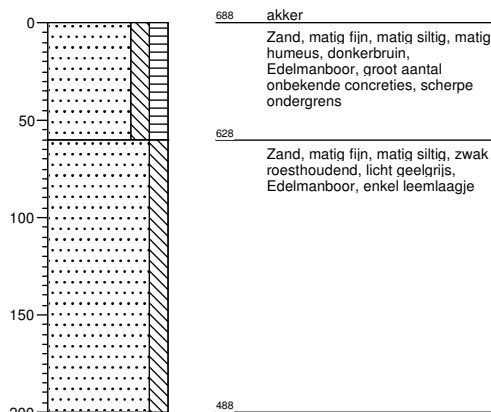 0
688 akker
Zand, matig fijn, matig siltig, matig
humeus, donkerbruin,
Edelmanboor, groot aantal
onbekende concreties, scherpe
ondergrens
50
628
Zand, matig fijn, matig siltig, zwak
roesthoudend, licht geelgrijs,
Edelmanboor, enkel leemlaagje
100
150
200
488